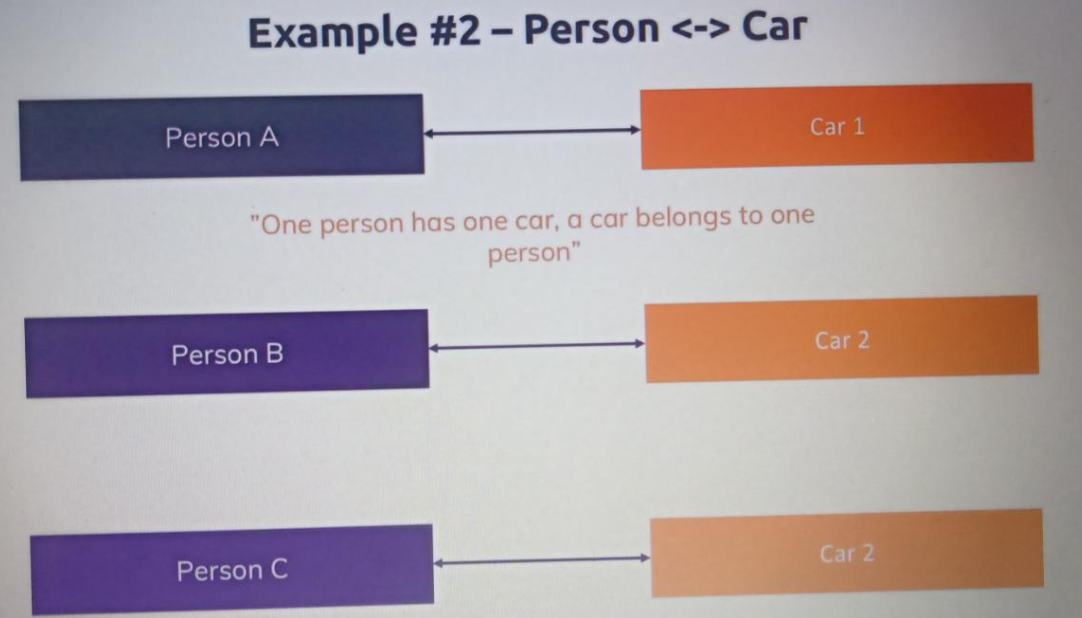 Example #2 – Person <-> Car
Person A
Car 1
"One person has one car, a car belongs to one
person"
Person B
Car 2
Person C
Car 2